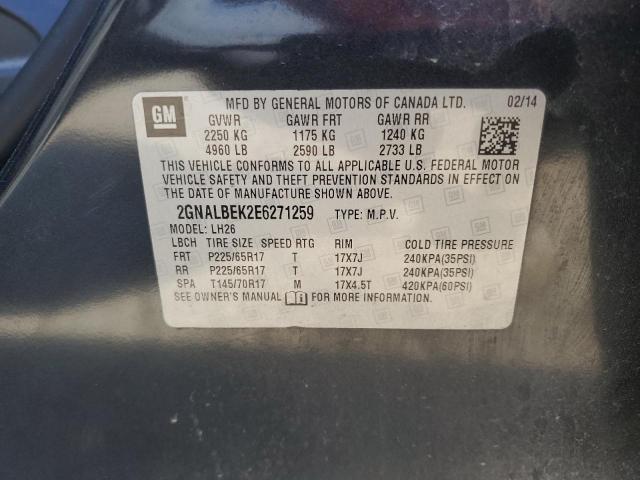 GM
MFD BY GENERAL MOTORS OF CANADA LTD. 02/14
GVWR GAWR FRT GAWR RR
2250 KG 1175 KG 1240 KG
4960 LB 2590 LB 2733 LB
THIS VEHICLE CONFORMS TO ALL APPLICABLE U.S. FEDERAL MOTOR
VEHICLE SAFETY AND THEFT PREVENTION STANDARDS IN EFFECT ON
THE DATE OF MANUFACTURE SHOWN ABOVE.
2GNALBEK2E6271259 TYPE: M.P.V.
MODEL: LH26
LBCH TIRE SIZE SPEED RTG RIM COLD TIRE PRESSURE
FRT P225/65R17 T 17X7J 240KPA(35PSI)
RR P225/65R17 T 17X7J 240KPA(35PSI)
SPA T145/70R17 M 17X4.5T 420KPA(60PSI)
SEE OWNER'S MANUAL FOR MORE INFORMATION.